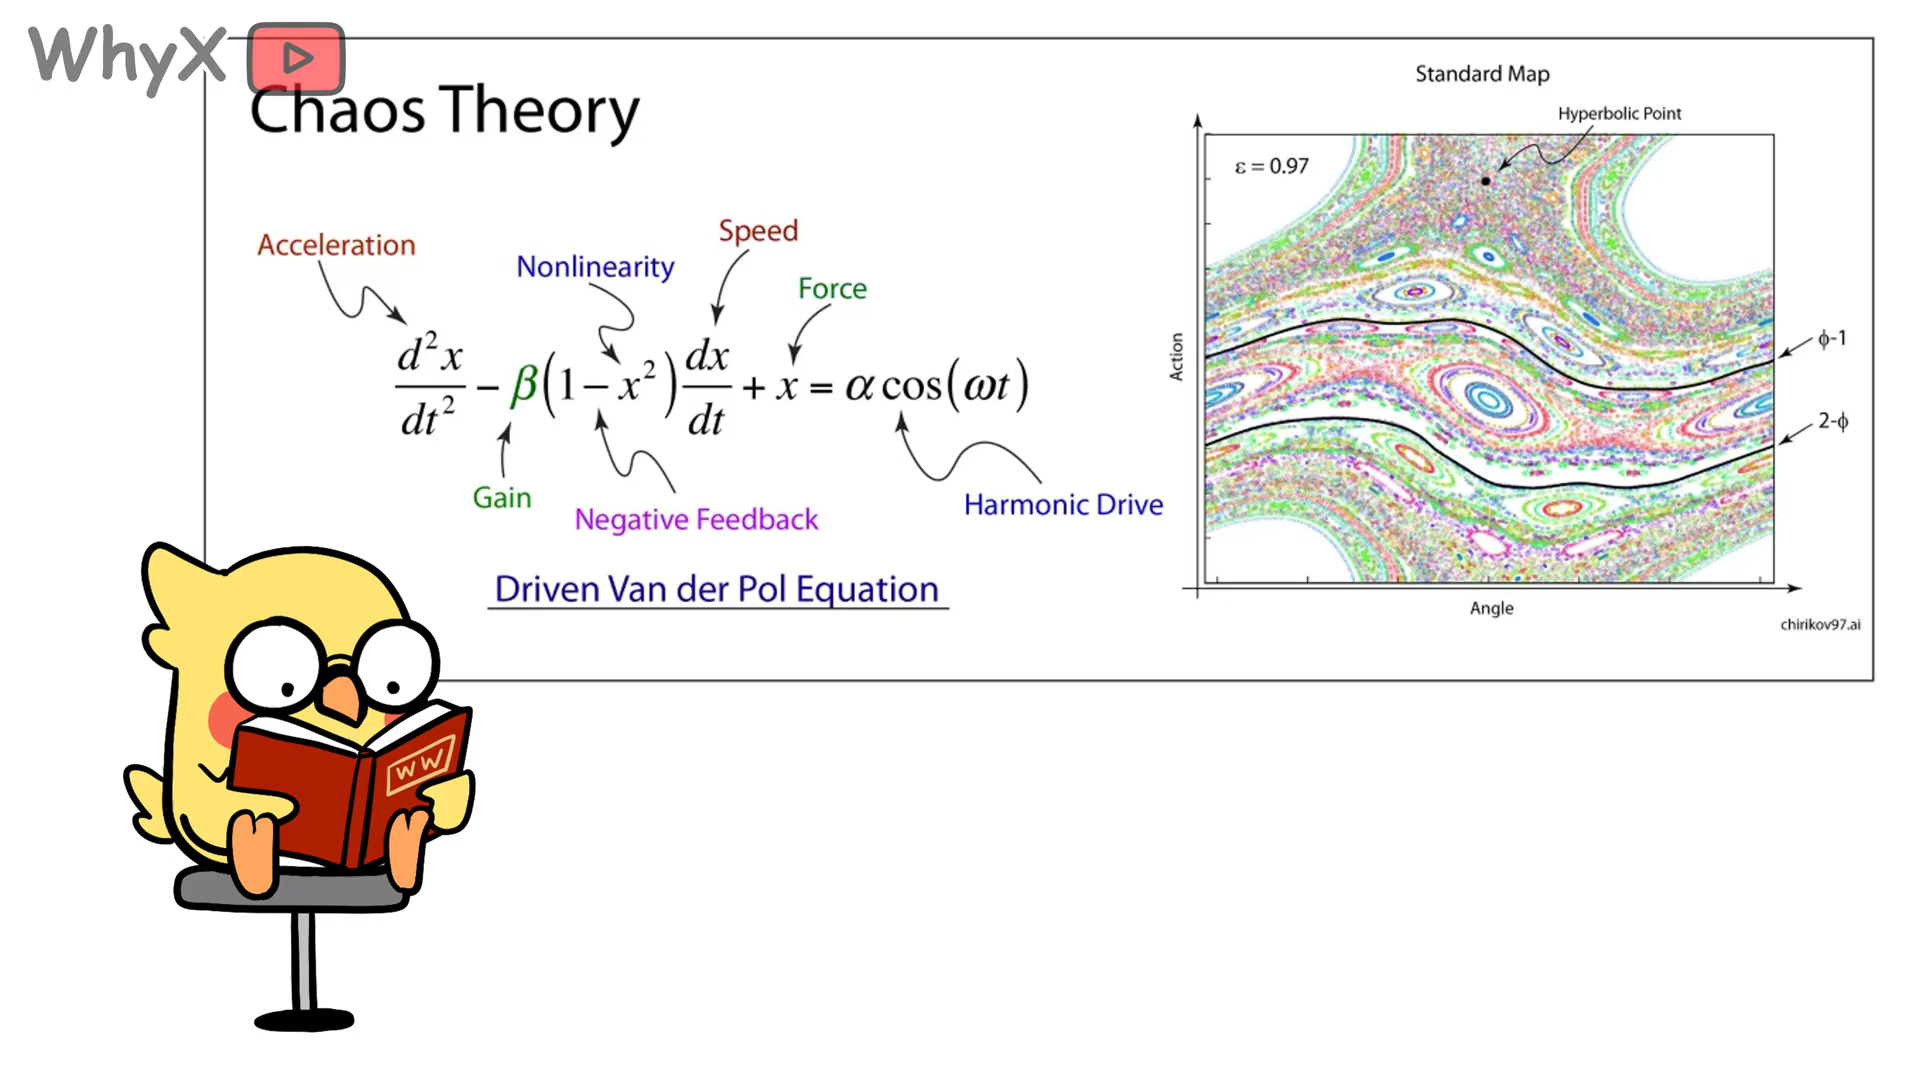 WhyX
Chaos Theory
Acceleration
Nonlinearity
Speed
Force
d²x/dt² − β(1 − x²) dx/dt + x = α cos(ωt)
Gain
Negative Feedback
Harmonic Drive
Driven Van der Pol Equation
Standard Map
Hyperbolic Point
ε = 0.97
Action
ϕ-1
2-ϕ
Angle
chirikov97.ai
WW